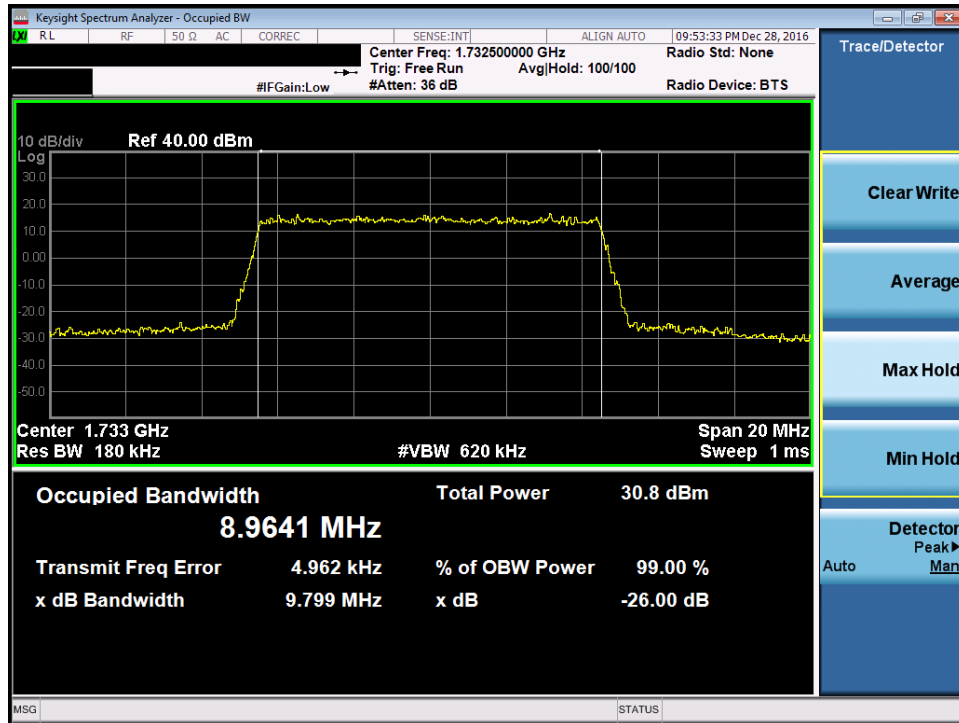 Keysight Spectrum Analyzer - Occupied BW
LXI RL RF 50 Ω AC CORREC SENSE:INT ALIGN AUTO 09:53:33 PM Dec 28, 2016
Center Freq: 1.732500000 GHz Radio Std: None
Trig: Free Run Avg|Hold: 100/100
#IFGain:Low #Atten: 36 dB Radio Device: BTS
Trace/Detector
10 dB/div Ref 40.00 dBm
Log
30.0
20.0
10.0
0.00
-10.0
-20.0
-30.0
-40.0
-50.0
Center 1.733 GHz Span 20 MHz
Res BW 180 kHz #VBW 620 kHz Sweep 1 ms
Occupied Bandwidth Total Power 30.8 dBm
8.9641 MHz
Transmit Freq Error 4.962 kHz % of OBW Power 99.00 %
x dB Bandwidth 9.799 MHz x dB -26.00 dB
Clear Write
Average
Max Hold
Min Hold
Detector
Peak▶
Auto Man
MSG STATUS